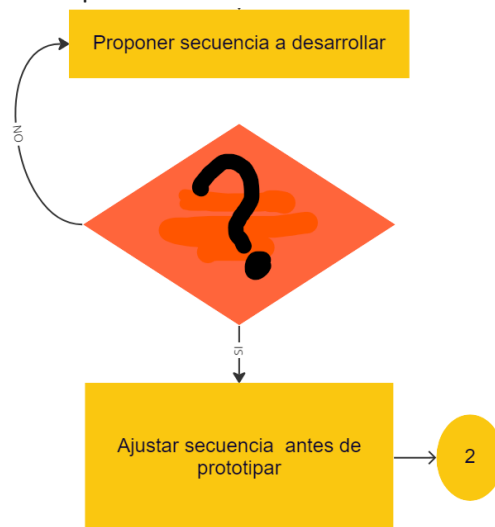 Proponer secuencia a desarrollar
NO
?
SI
Ajustar secuencia antes de
prototipar
2